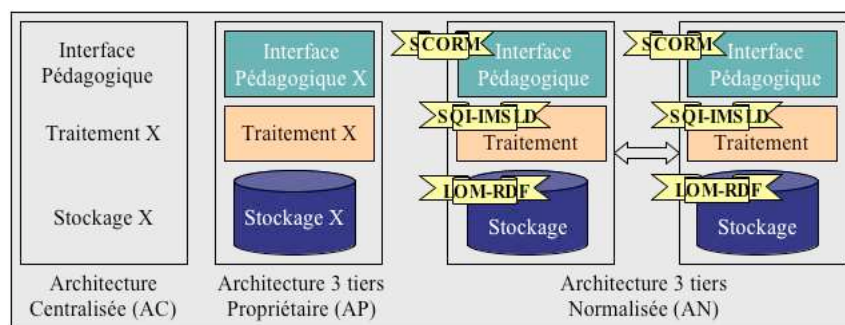 Interface
Pédagogique
Traitement X
Stockage X
Architecture
Centralisée (AC)
Interface
Pédagogique X
Traitement X
Stockage X
Architecture 3 tiers
Propriétaire (AP)
SCORM
Interface
Pédagogique
SQI-IMSLD
Traitement
LOM-RDF
Stockage
SCORM
Interface
Pédagogique
SQI-IMSLD
Traitement
LOM-RDF
Stockage
Architecture 3 tiers
Normalisée (AN)